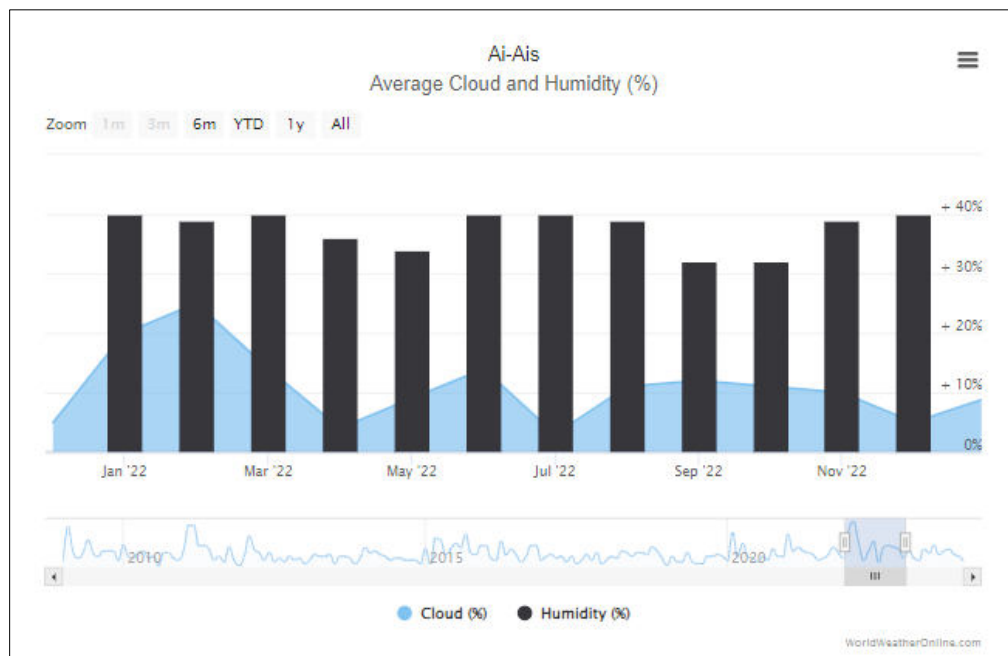 Ai-Ais
Average Cloud and Humidity (%)
Zoom 1m 3m 6m YTD 1y All
+ 40%
+ 30%
+ 20%
+ 10%
0%
Jan '22 Mar '22 May '22 Jul '22 Sep '22 Nov '22
2010 2015 2020
Cloud (%) Humidity (%)
WorldWeatherOnline.com